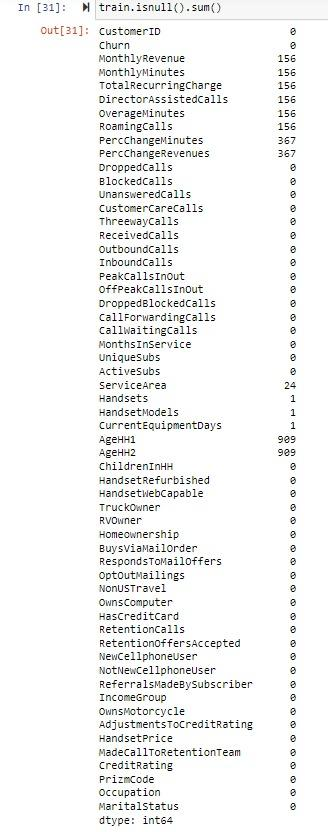 In [31]: train.isnull().sum()
Out[31]: CustomerID 0
Churn 0
MonthlyRevenue 156
MonthlyMinutes 156
TotalRecurringCharge 156
DirectorAssistedCalls 156
OverageMinutes 156
RoamingCalls 156
PercChangeMinutes 367
PercChangeRevenues 367
DroppedCalls 0
BlockedCalls 0
UnansweredCalls 0
CustomerCareCalls 0
ThreewayCalls 0
ReceivedCalls 0
OutboundCalls 0
InboundCalls 0
PeakCallsInOut 0
OffPeakCallsInOut 0
DroppedBlockedCalls 0
CallForwardingCalls 0
CallWaitingCalls 0
MonthsInService 0
UniqueSubs 0
ActiveSubs 0
ServiceArea 24
Handsets 1
HandsetModels 1
CurrentEquipmentDays 1
AgeHH1 909
AgeHH2 909
ChildrenInHH 0
HandsetRefurbished 0
HandsetWebCapable 0
TruckOwner 0
RVOwner 0
Homeownership 0
BuysViaMailOrder 0
RespondsToMailOffers 0
OptOutMailings 0
NonUSTravel 0
OwnsComputer 0
HasCreditCard 0
RetentionCalls 0
RetentionOffersAccepted 0
NewCellphoneUser 0
NotNewCellphoneUser 0
ReferralsMadeBySubscriber 0
IncomeGroup 0
OwnsMotorcycle 0
AdjustmentsToCreditRating 0
HandsetPrice 0
MadeCallToRetentionTeam 0
CreditRating 0
PrizmCode 0
Occupation 0
MaritalStatus 0
dtype: int64